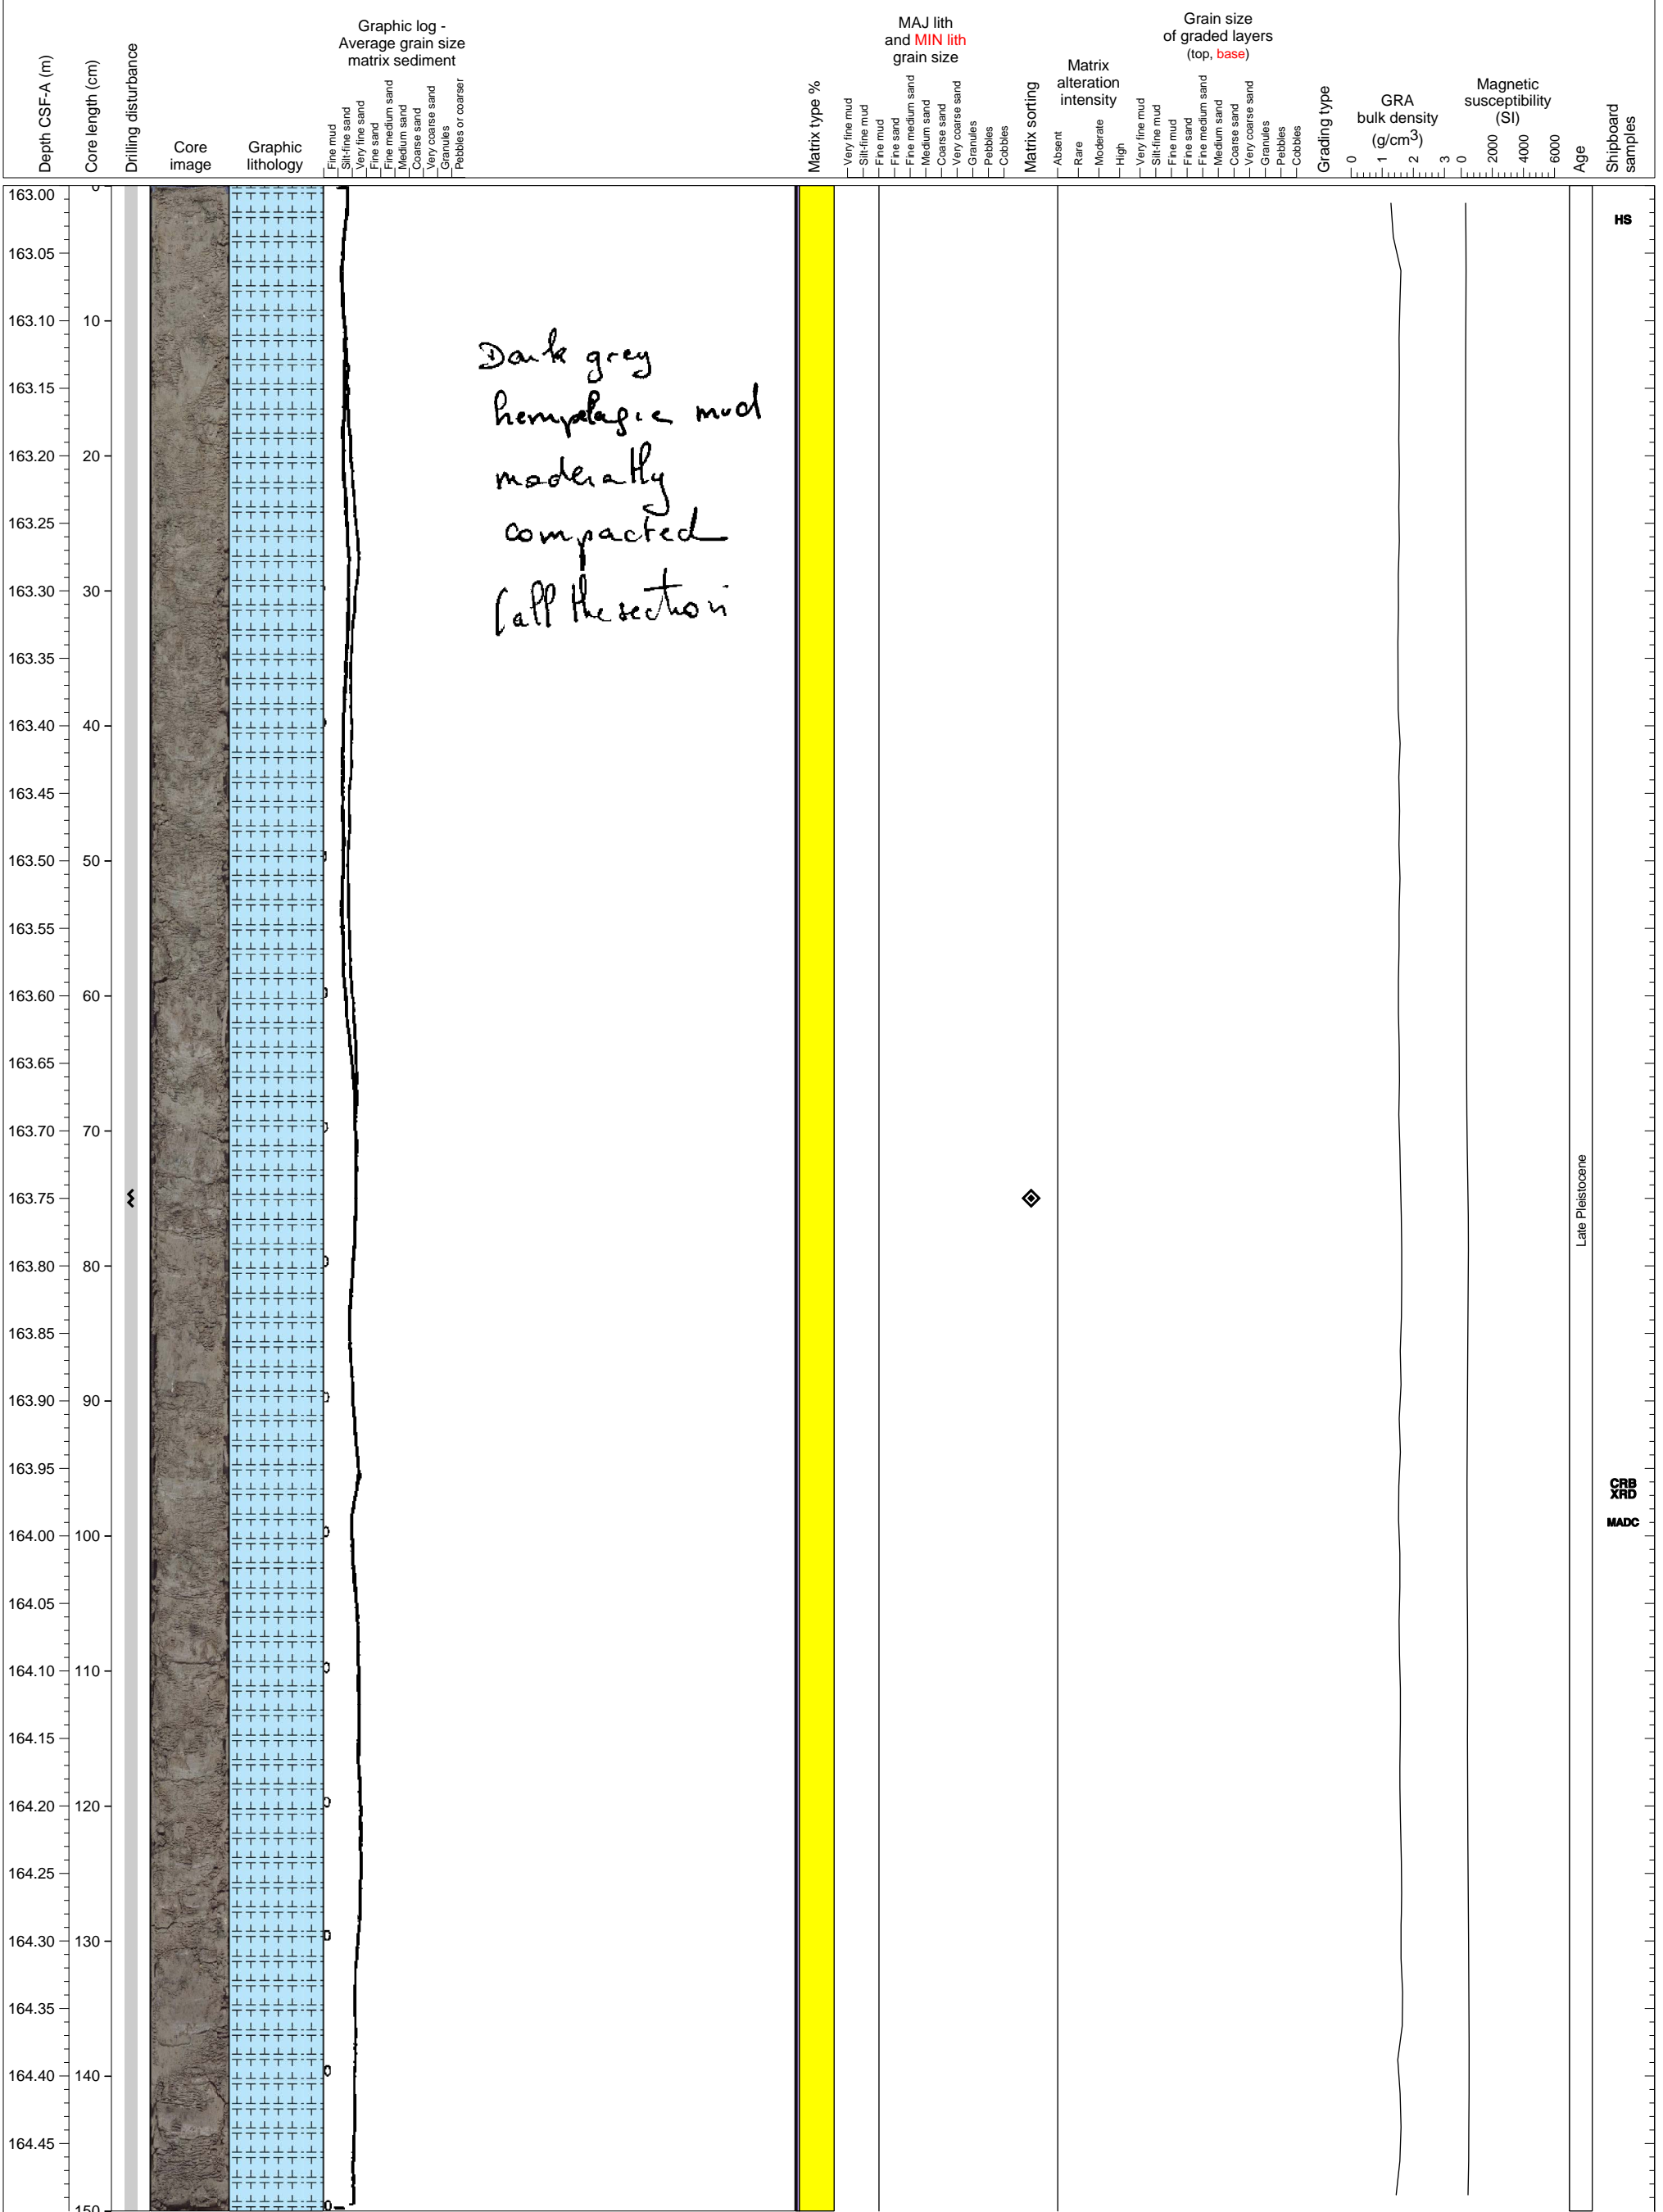 Depth CSF-A (m)
Core length (cm)
Drilling disturbance
Core
image
Graphic
lithology
Graphic log -
Average grain size
matrix sediment
Fine mud
Silt-fine sand
Very fine sand
Fine sand
Fine medium sand
Medium sand
Coarse sand
Very coarse sand
Granules
Pebbles or coarser
Matrix type %
MAJ lith
and MIN lith
grain size
Very fine mud
Silt-fine mud
Fine mud
Fine sand
Fine medium sand
Medium sand
Coarse sand
Very coarse sand
Granules
Pebbles
Cobbles
Matrix sorting
Matrix
alteration
intensity
Absent
Rare
Moderate
High
Grain size
of graded layers
(top, base)
Very fine mud
Silt-fine mud
Fine mud
Fine sand
Fine medium sand
Medium sand
Coarse sand
Very coarse sand
Granules
Pebbles
Cobbles
Grading type
GRA
bulk density
(g/cm3)
0 1 2 3
Magnetic
susceptibility
(SI)
0 2000 4000 6000
Age
Shipboard
samples
163.00 0
HS
163.05
163.10 10
Dark grey
163.15
hempelagic mud
163.20 20
moderatly
163.25
compacted
163.30 30
(all the section
163.35
163.40 40
163.45
163.50 50
163.55
163.60 60
163.65
163.70 70
163.75
Late Pleistocene
163.80 80
163.85
163.90 90
163.95
CRB
XRD
MADC
164.00 100
164.05
164.10 110
164.15
164.20 120
164.25
164.30 130
164.35
164.40 140
164.45
150